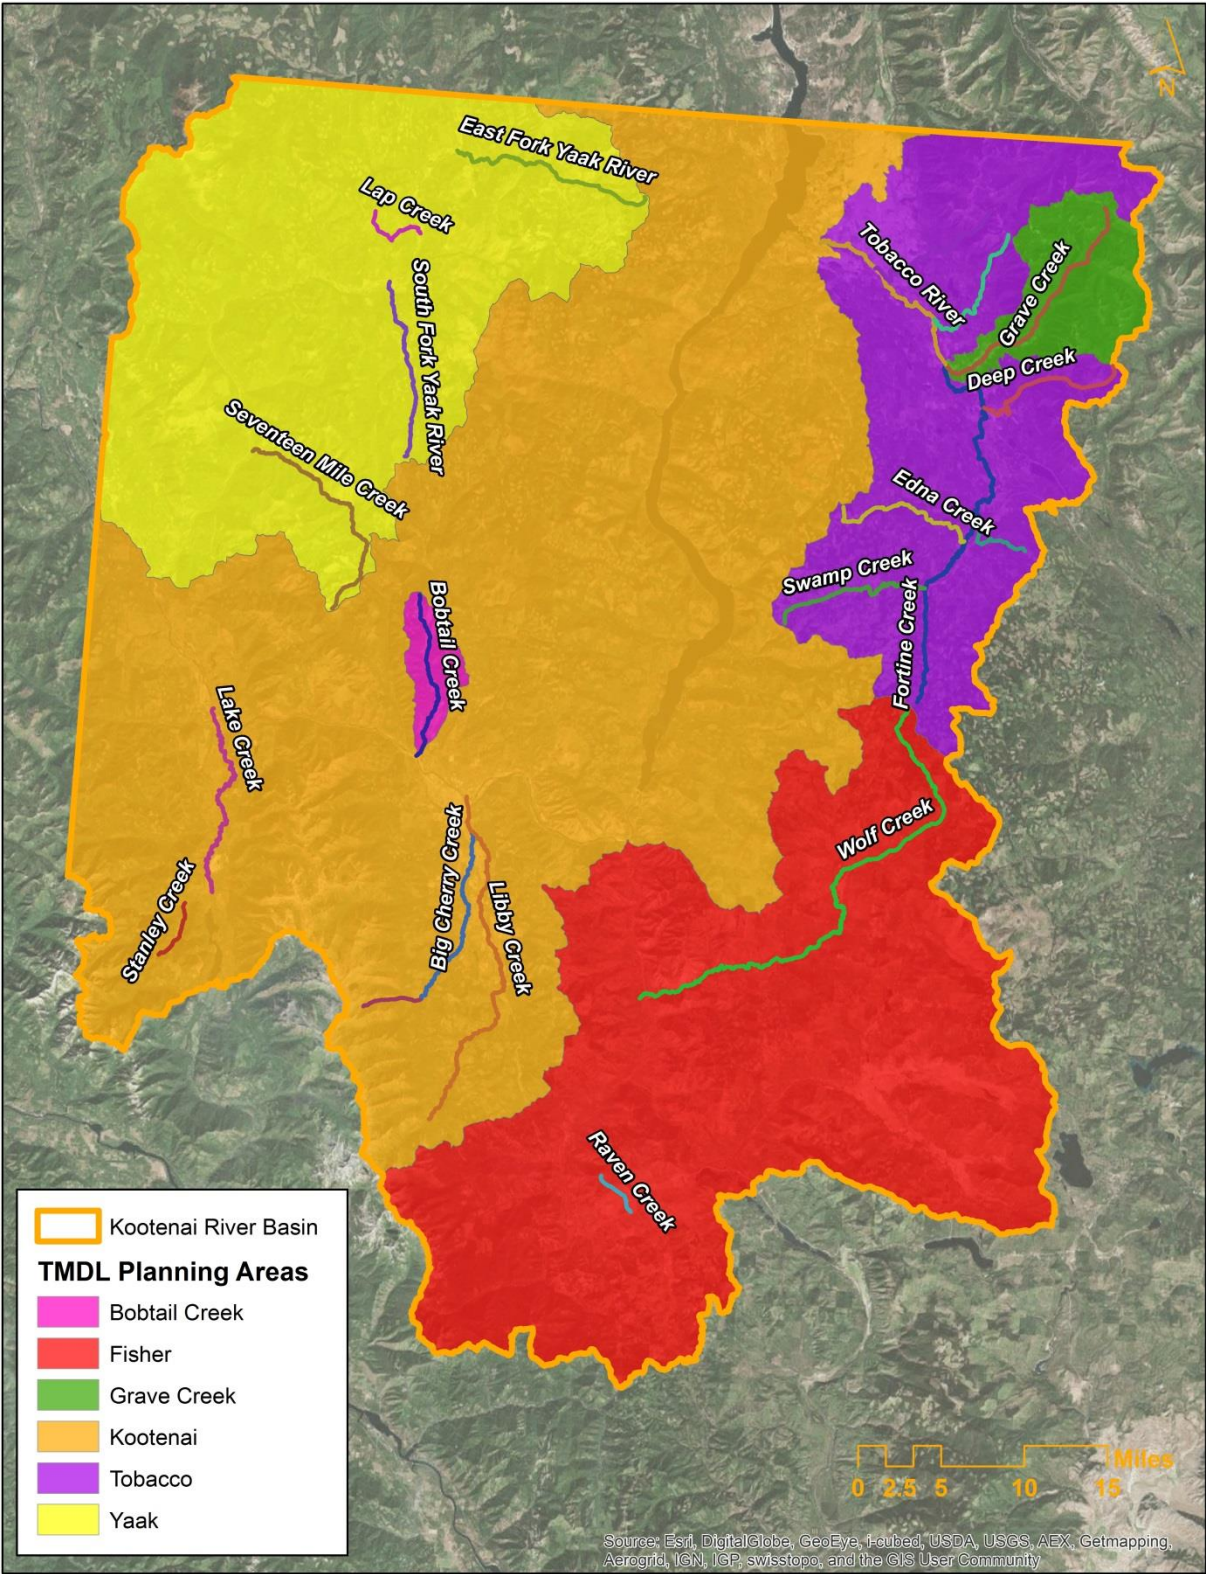 N
East Fork Yaak River
Lap Creek
Tobacco River
South Fork Yaak River
Grave Creek
Deep Creek
Seventeen Mile Creek
Edna Creek
Swamp Creek
Bobtail Creek
Fortine Creek
Lake Creek
Wolf Creek
Big Cherry Creek
Stanley Creek
Libby Creek
Raven Creek
Kootenai River Basin
TMDL Planning Areas
Bobtail Creek
Fisher
Grave Creek
Kootenai
Tobacco
Yaak
Miles
0 2.5 5 10 15
Source: Esri, DigitalGlobe, GeoEye, i-cubed, USDA, USGS, AEX, Getmapping,
Aerogrid, IGN, IGP, swisstopo, and the GIS User Community